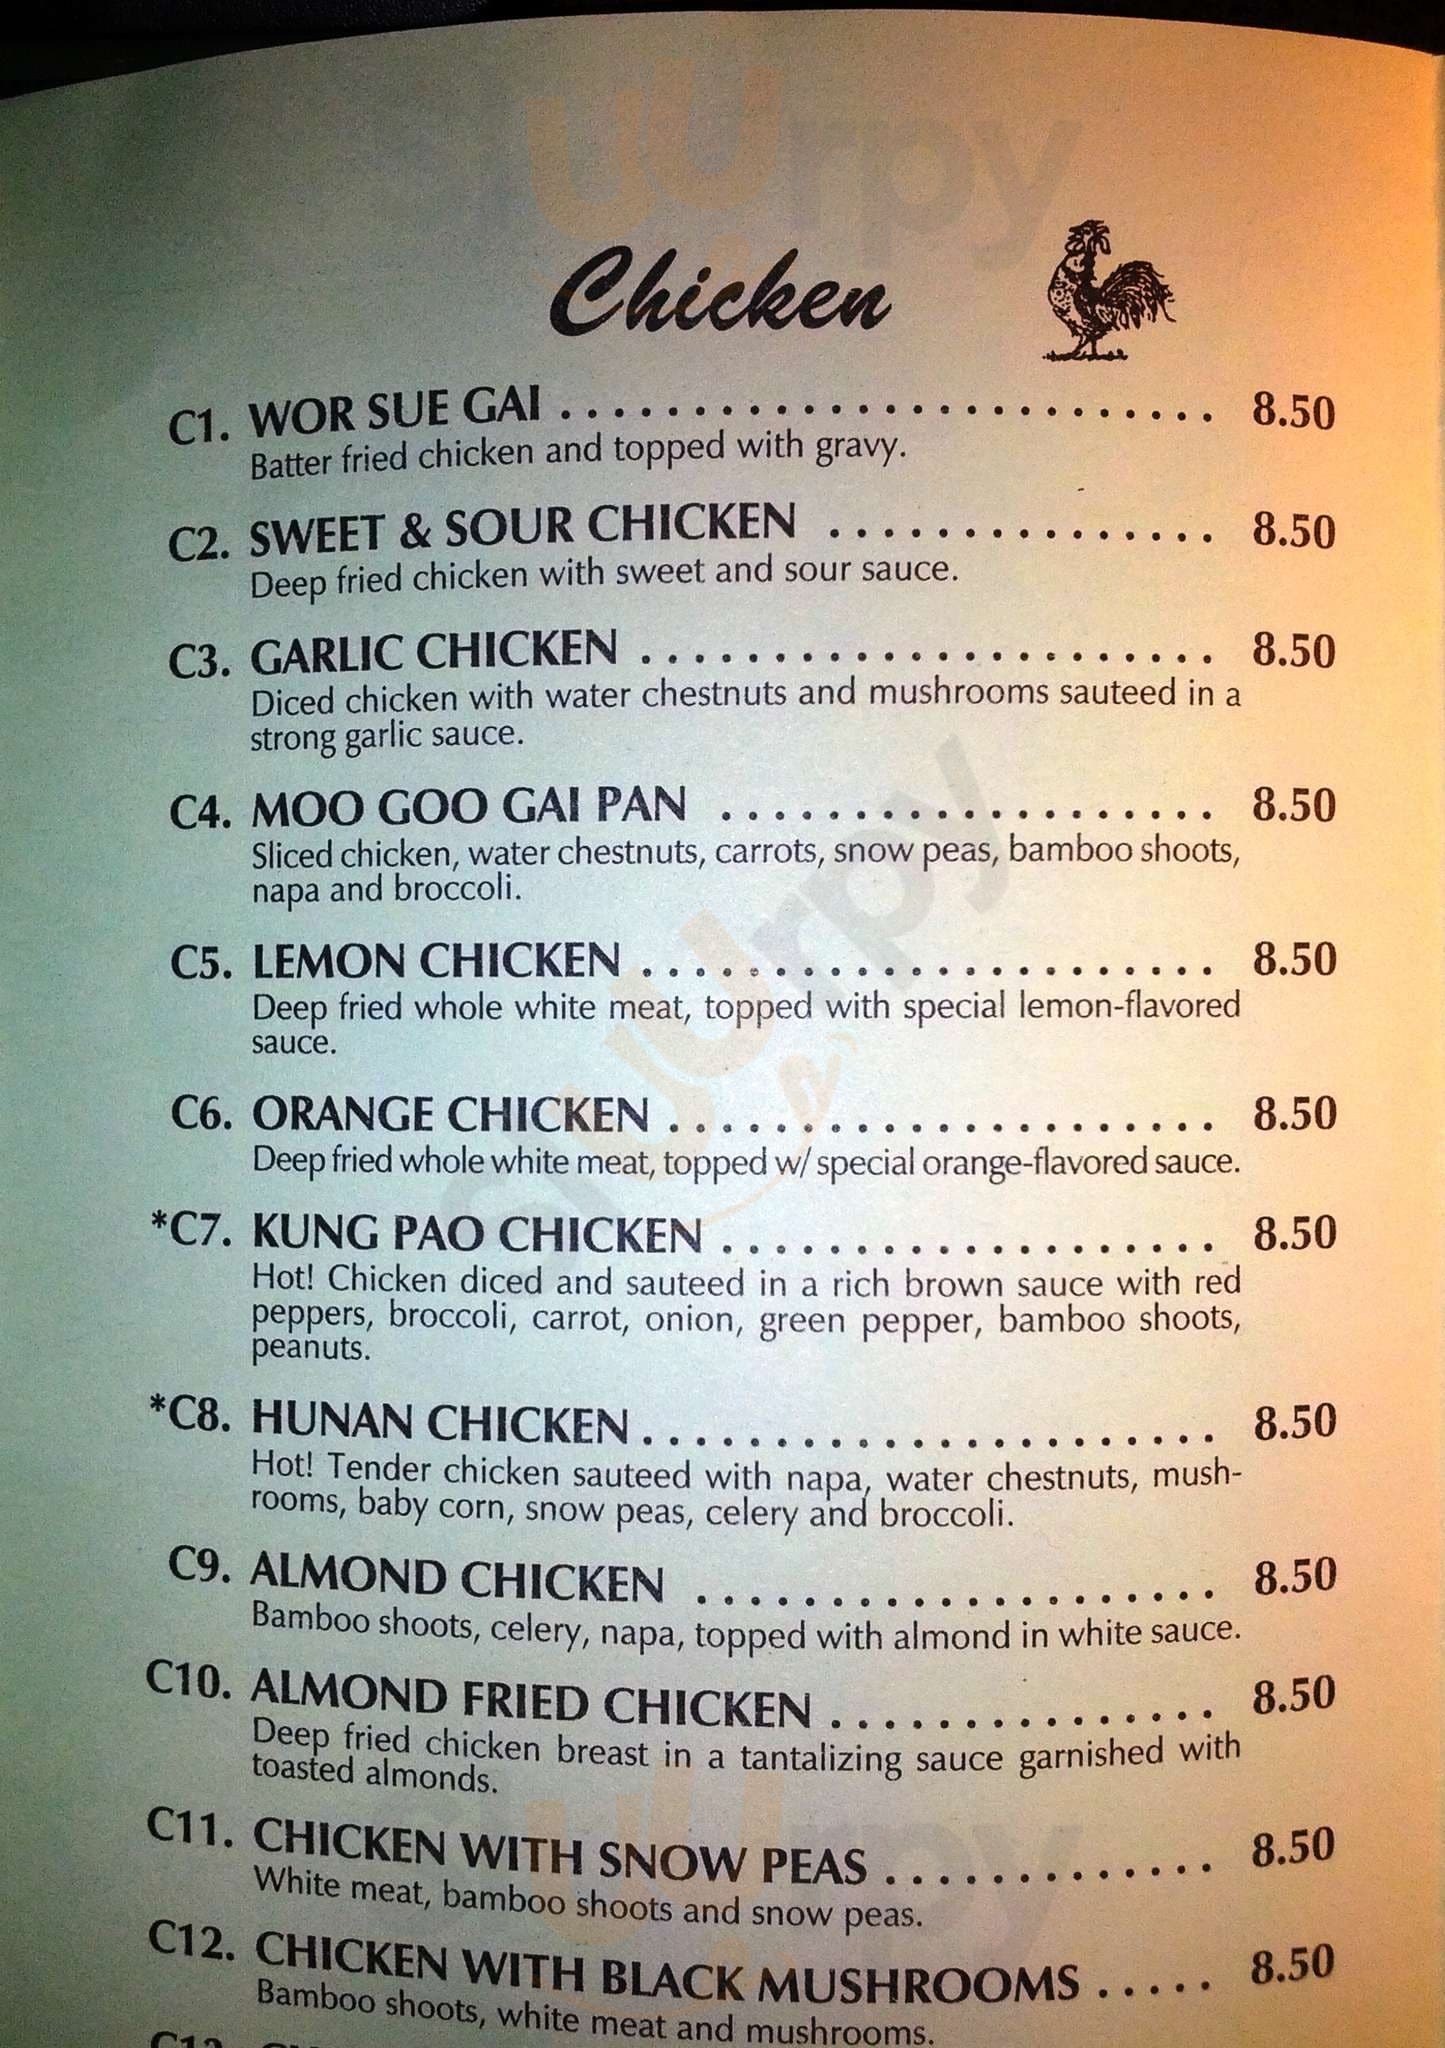 uurpy
Chicken
C1. WOR SUE GAI .......................... 8.50
Batter fried chicken and topped with gravy.
C2. SWEET & SOUR CHICKEN ............... 8.50
Deep fried chicken with sweet and sour sauce.
C3. GARLIC CHICKEN ...................... 8.50
Diced chicken with water chestnuts and mushrooms sauteed in a
strong garlic sauce.
C4. MOO GOO GAI PAN ................... 8.50
Sliced chicken, water chestnuts, carrots, snow peas, bamboo shoots,
napa and broccoli.
C5. LEMON CHICKEN ...................... 8.50
Deep fried whole white meat, topped with special lemon-flavored
sauce.
C6. ORANGE CHICKEN ..................... 8.50
Deep fried whole white meat, topped w/ special orange-flavored sauce.
*C7. KUNG PAO CHICKEN ................... 8.50
Hot! Chicken diced and sauteed in a rich brown sauce with red
peppers, broccoli, carrot, onion, green pepper, bamboo shoots,
peanuts.
*C8. HUNAN CHICKEN ...................... 8.50
Hot! Tender chicken sauteed with napa, water chestnuts, mush-
rooms, baby corn, snow peas, celery and broccoli.
C9. ALMOND CHICKEN .................... 8.50
Bamboo shoots, celery, napa, topped with almond in white sauce.
C10. ALMOND FRIED CHICKEN ............... 8.50
Deep fried chicken breast in a tantalizing sauce garnished with
toasted almonds.
C11. CHICKEN WITH SNOW PEAS ............. 8.50
White meat, bamboo shoots and snow peas.
C12. CHICKEN WITH BLACK MUSHROOMS ..... 8.50
Bamboo shoots, white meat and mushrooms.